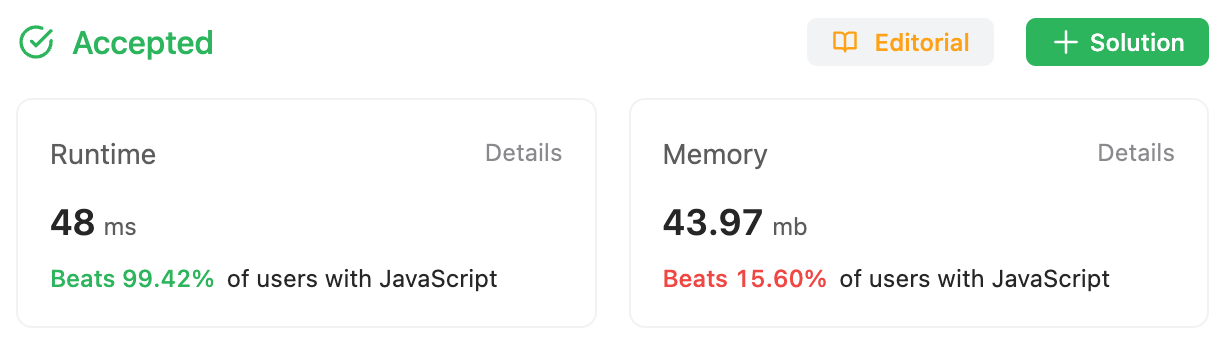 Accepted
Editorial
+ Solution
Runtime
Details
48 ms
Beats 99.42% of users with JavaScript
Memory
Details
43.97 mb
Beats 15.60% of users with JavaScript